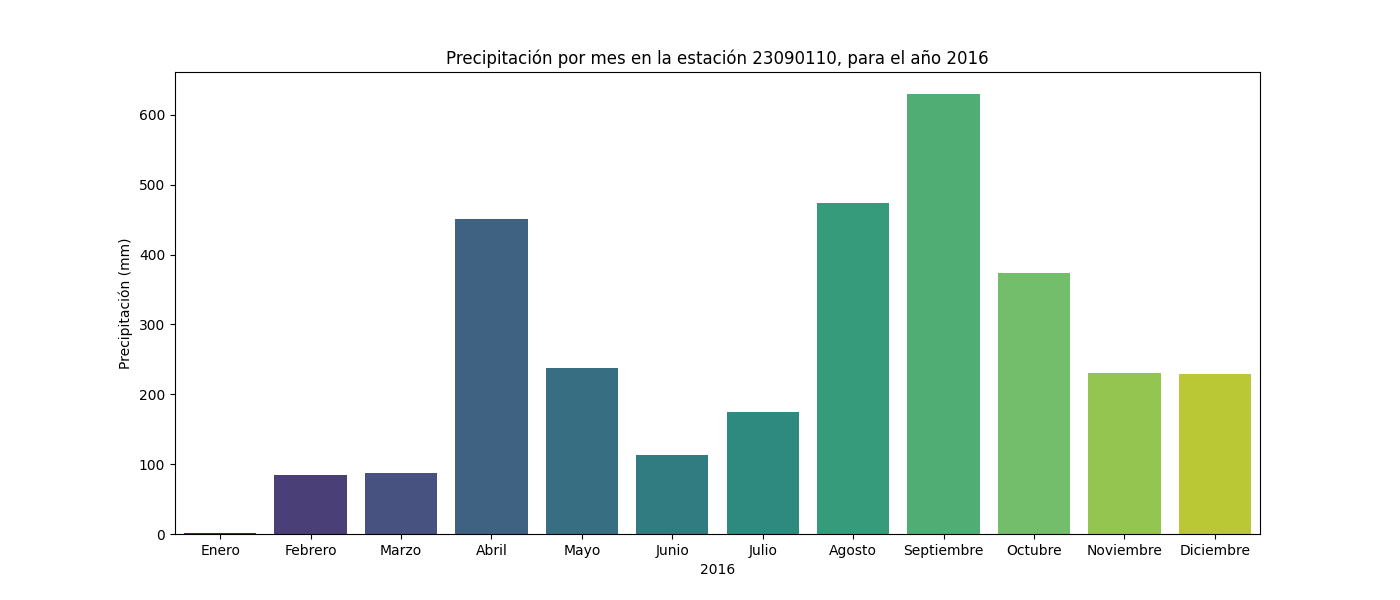 Precipitación por mes en la estación 23090110, para el año 2016
Precipitación (mm)
600
500
400
300
200
100
0
Enero Febrero Marzo Abril Mayo Junio Julio Agosto Septiembre Octubre Noviembre Diciembre
2016